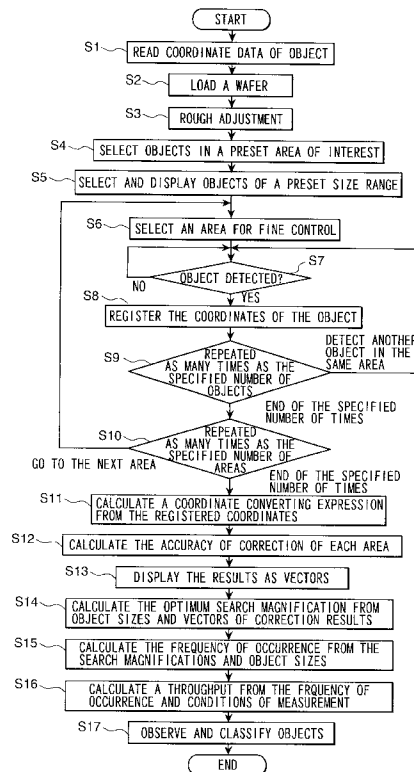 START
S1
READ COORDINATE DATA OF OBJECT
S2
LOAD A WAFER
S3
ROUGH ADJUSTMENT
S4
SELECT OBJECTS IN A PRESET AREA OF INTEREST
S5
SELECT AND DISPLAY OBJECTS OF A PRESET SIZE RANGE
S6
SELECT AN AREA FOR FINE CONTROL
S7
OBJECT DETECTED?
NO
YES
S8
REGISTER THE COORDINATES OF THE OBJECT
S9
REPEATED
AS MANY TIMES AS THE
SPECIFIED NUMBER OF
OBJECTS
DETECT ANOTHER
OBJECT IN THE
SAME AREA
END OF THE SPECIFIED
NUMBER OF TIMES
S10
REPEATED
AS MANY TIMES AS THE
SPECIFIED NUMBER OF
AREAS
GO TO THE NEXT AREA
END OF THE SPECIFIED
NUMBER OF TIMES
S11
CALCULATE A COORDINATE CONVERTING EXPRESSION
FROM THE REGISTERED COORDINATES
S12
CALCULATE THE ACCURACY OF CORRECTION OF EACH AREA
S13
DISPLAY THE RESULTS AS VECTORS
S14
CALCULATE THE OPTIMUM SEARCH MAGNIFICATION FROM
OBJECT SIZES AND VECTORS OF CORRECTION RESULTS
S15
CALCULATE THE FREQUENCY OF OCCURRENCE FROM THE
SEARCH MAGNIFICATIONS AND OBJECT SIZES
S16
CALCULATE A THROUGHPUT FROM THE FRQUENCY OF
OCCURRENCE AND CONDITIONS OF MEASUREMENT
S17
OBSERVE AND CLASSIFY OBJECTS
END